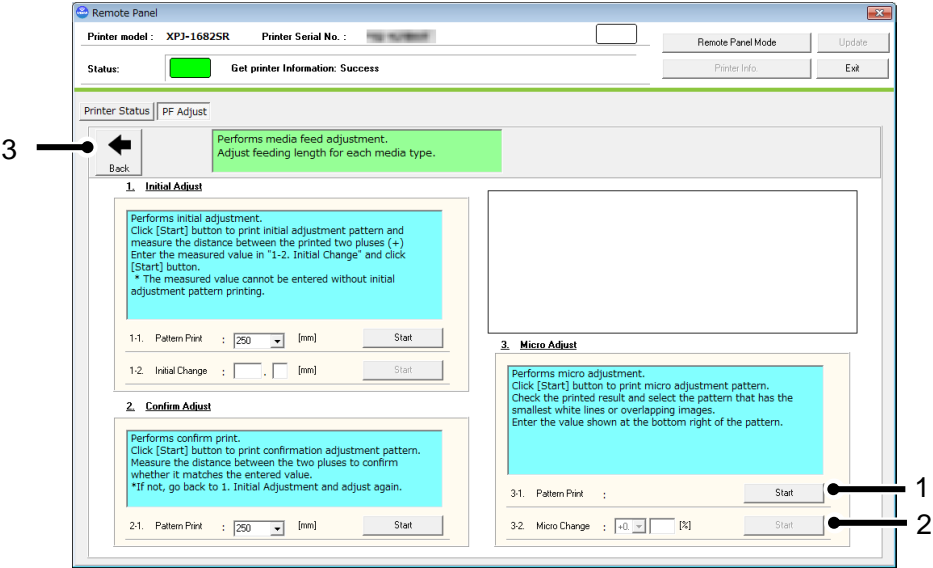 Remote Panel
Printer model : XPJ-1682SR Printer Serial No. :
Remote Panel Mode Update
Status: Get printer Information: Success
Printer Info. Exit
Printer Status PF Adjust
3
Back
Performs media feed adjustment.
Adjust feeding length for each media type.
1. Initial Adjust
Performs initial adjustment.
Click [Start] button to print initial adjustment pattern and
measure the distance between the printed two pluses (+)
Enter the measured value in "1-2. Initial Change" and click
[Start] button.
* The measured value cannot be entered without initial
adjustment pattern printing.
1-1. Pattern Print : 250 [mm] Start
1-2. Initial Change : . [mm] Start
2. Confirm Adjust
Performs confirm print.
Click [Start] button to print confirmation adjustment pattern.
Measure the distance between the two pluses to confirm
whether it matches the entered value.
*If not, go back to 1. Initial Adjustment and adjust again.
2-1. Pattern Print : 250 [mm] Start
3. Micro Adjust
Performs micro adjustment.
Click [Start] button to print micro adjustment pattern.
Check the printed result and select the pattern that has the
smallest white lines or overlapping images.
Enter the value shown at the bottom right of the pattern.
3-1. Pattern Print : Start
1
3-2. Micro Change : +0. [%] Start
2